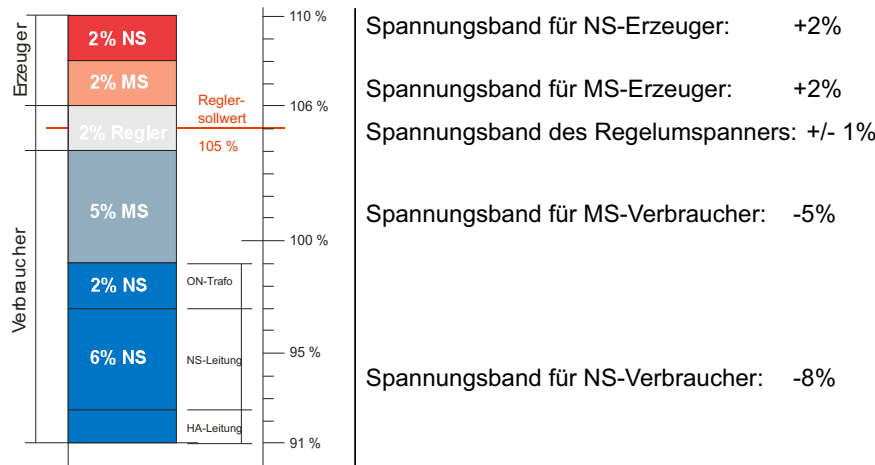 Erzeuger
Verbraucher
2% NS
2% MS
2% Regler
5% MS
2% NS
6% NS
Regler-
sollwert
105 %
ON-Trafo
NS-Leitung
HA-Leitung
110 %
106 %
100 %
95 %
91 %
Spannungsband für NS-Erzeuger: +2%
Spannungsband für MS-Erzeuger: +2%
Spannungsband des Regelumspanners: +/- 1%
Spannungsband für MS-Verbraucher: -5%
Spannungsband für NS-Verbraucher: -8%